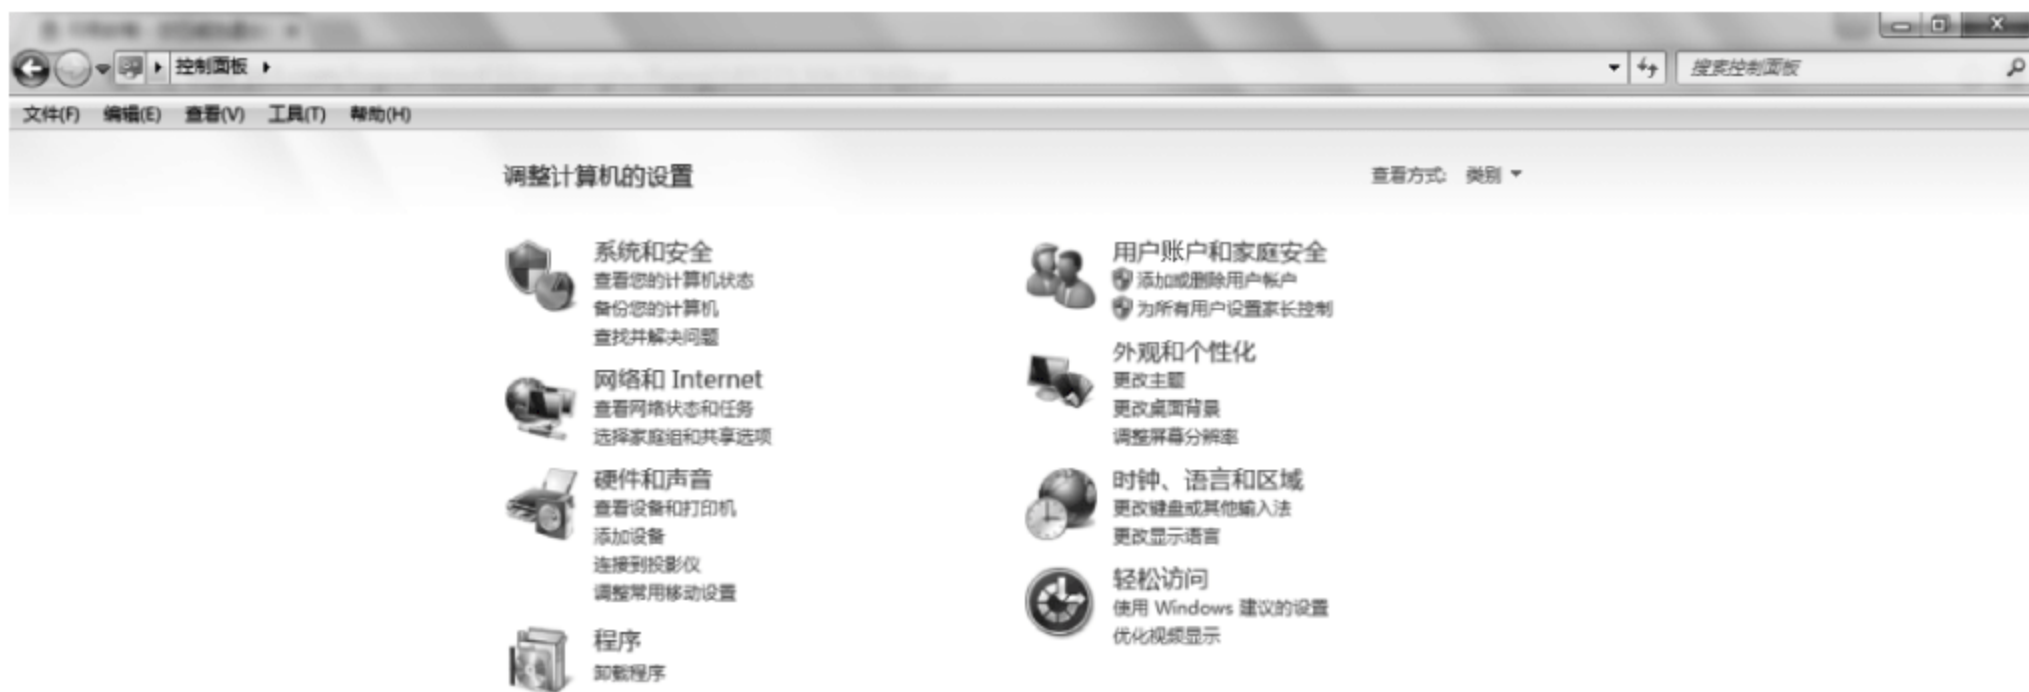 控制面板
搜索控制面板
文件(F) 编辑(E) 查看(V) 工具(T) 帮助(H)
调整计算机的设置
查看方式: 类别
系统和安全
查看您的计算机状态
备份您的计算机
查找并解决问题
网络和 Internet
查看网络状态和任务
选择家庭组和共享选项
硬件和声音
查看设备和打印机
添加设备
连接到投影仪
调整常用移动设置
程序
卸载程序
用户账户和家庭安全
添加或删除用户帐户
为所有用户设置家长控制
外观和个性化
更改主题
更改桌面背景
调整屏幕分辨率
时钟、语言和区域
更改键盘或其他输入法
更改显示语言
轻松访问
使用 Windows 建议的设置
优化视频显示